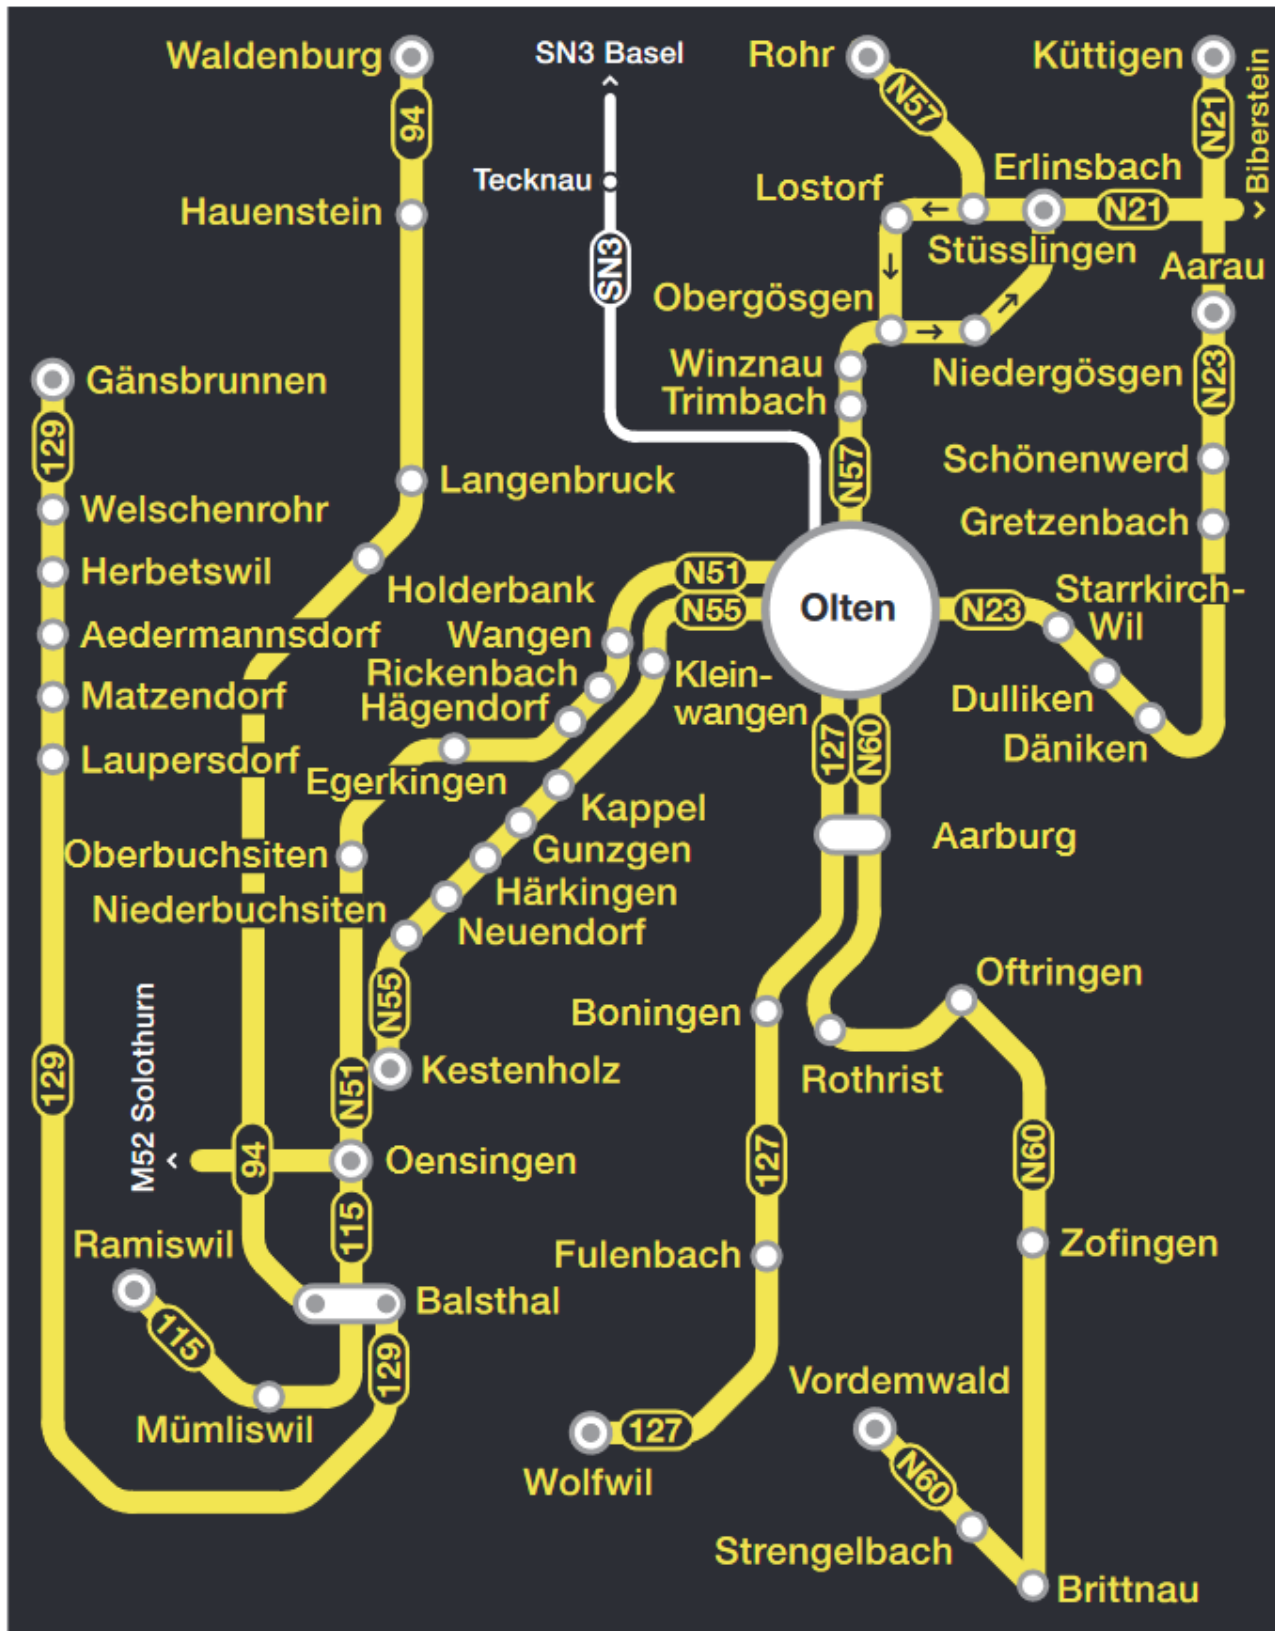 Waldenburg
SN3 Basel
Rohr
Küttigen
94
N57
N21
Biberstein
Tecknau
Erlinsbach
Lostorf
N21
Hauenstein
Stüsslingen
SN3
Aarau
Obergösgen
Winznau
Niedergösgen
N23
Gänsbrunnen
Trimbach
129
N57
Schönenwerd
Langenbruck
Welschenrohr
Gretzenbach
Herbetswil
Holderbank
N51
Starrkirch-
Wil
N55
Olten
N23
Aedermannsdorf
Wangen
Rickenbach
Klein-
wangen
Matzendorf
Hägendorf
Dulliken
Däniken
127
N60
Laupersdorf
Egerkingen
Kappel
Aarburg
Oberbuchsiten
Gunzgen
Härkingen
Niederbuchsiten
Neuendorf
Oftringen
N55
Boningen
M52 Solothurn
129
N51
Kestenholz
Rothrist
94
Oensingen
127
N60
115
Ramiswil
Fulenbach
Zofingen
Balsthal
115
129
Vordemwald
Mümliswil
127
Wolfwil
N60
Strengelbach
Brittnau